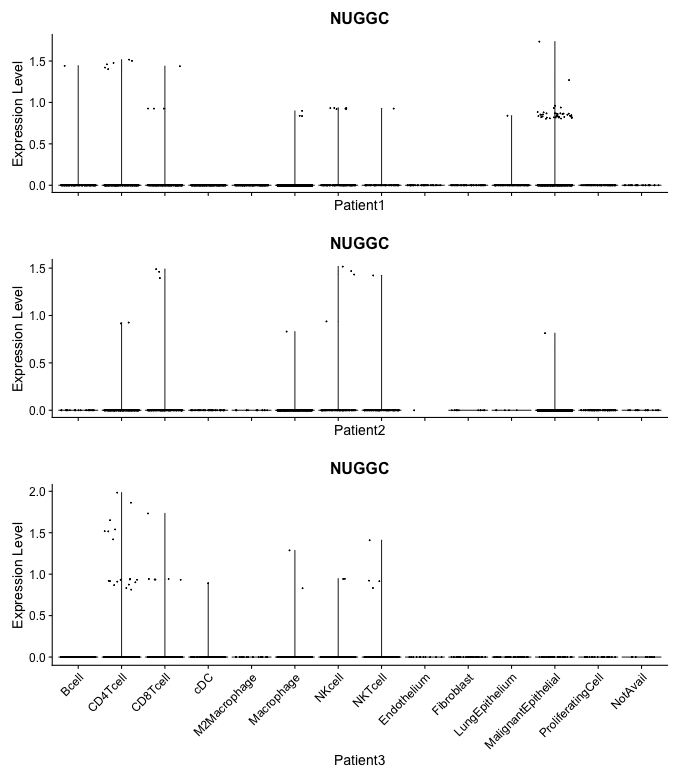 NUGGC
Expression Level
1.5
1.0
0.5
0.0
Patient1
NUGGC
Expression Level
1.5
1.0
0.5
0.0
Patient2
NUGGC
Expression Level
2.0
1.5
1.0
0.5
0.0
Bcell
CD4Tcell
CD8Tcell
cDC
M2Macrophage
Macrophage
NKcell
NKTcell
Endothelium
Fibroblast
LungEpithelium
MalignantEpithelial
ProliferatingCell
NotAvail
Patient3